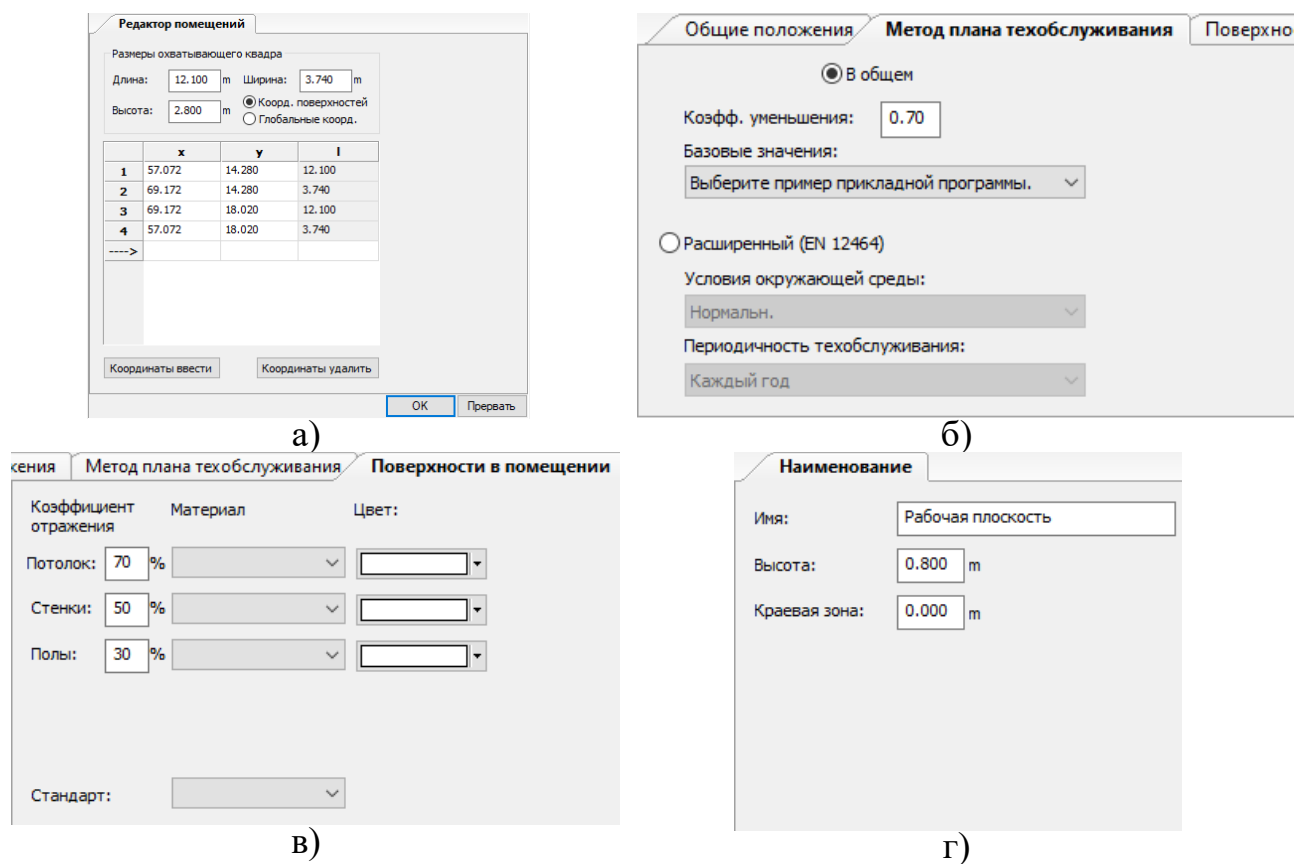 Редактор помещений
Размеры охватывающего квадра
Длина: 12.100 m Ширина: 3.740 m
Высота: 2.800 m Коорд. поверхностей
Глобальные коорд.
x y l
1 57.072 14.280 12.100
2 69.172 14.280 3.740
3 69.172 18.020 12.100
4 57.072 18.020 3.740
---->
Координаты ввести Координаты удалить
OK Прервать
а)
Общие положения Метод плана техобслуживания Поверхно
В общем
Коэфф. уменьшения: 0.70
Базовые значения:
Выберите пример прикладной программы.
Расширенный (EN 12464)
Условия окружающей среды:
Нормальн.
Периодичность техобслуживания:
Каждый год
б)
жения Метод плана техобслуживания Поверхности в помещении
Коэффициент отражения Материал Цвет:
Потолок: 70 %
Стенки: 50 %
Полы: 30 %
Стандарт:
в)
Наименование
Имя: Рабочая плоскость
Высота: 0.800 m
Краевая зона: 0.000 m
г)